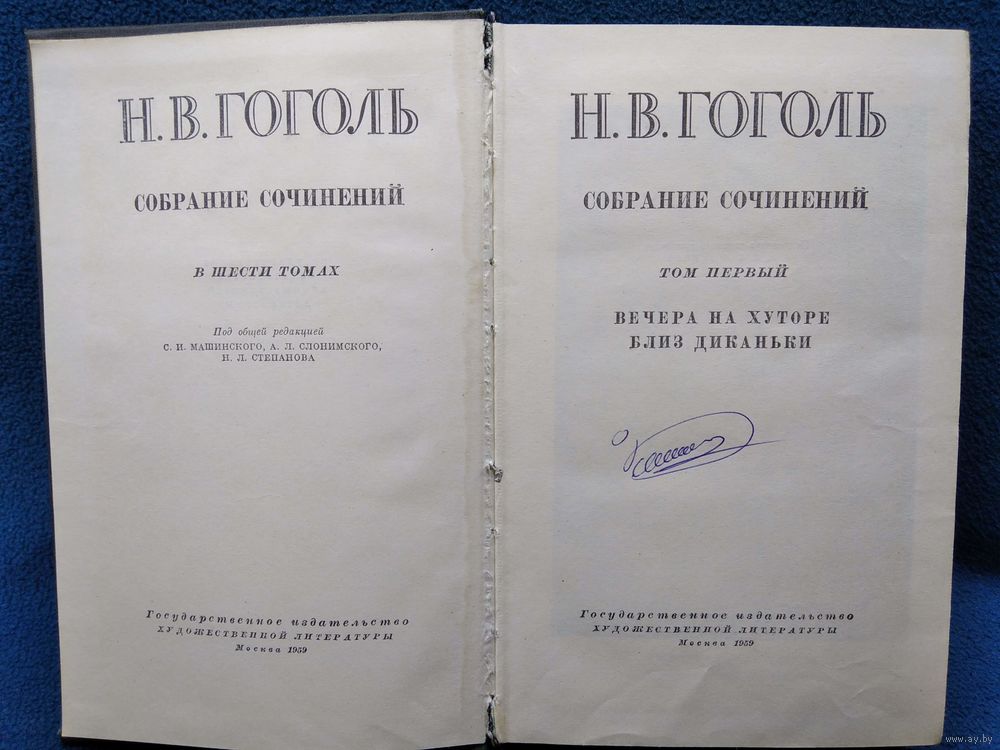 Н. В. ГОГОЛЬ
СОБРАНИЕ СОЧИНЕНИЙ
В ШЕСТИ ТОМАХ
Под общей редакцией
С. И. МАШИНСКОГО, А. Л. СЛОНИМСКОГО,
Н. Л. СТЕПАНОВА
Государственное издательство
ХУДОЖЕСТВЕННОЙ ЛИТЕРАТУРЫ
Москва 1959
Н. В. ГОГОЛЬ
СОБРАНИЕ СОЧИНЕНИЙ
ТОМ ПЕРВЫЙ
ВЕЧЕРА НА ХУТОРЕ
БЛИЗ ДИКАНЬКИ
Государственное издательство
ХУДОЖЕСТВЕННОЙ ЛИТЕРАТУРЫ
Москва 1959
www.ay.by